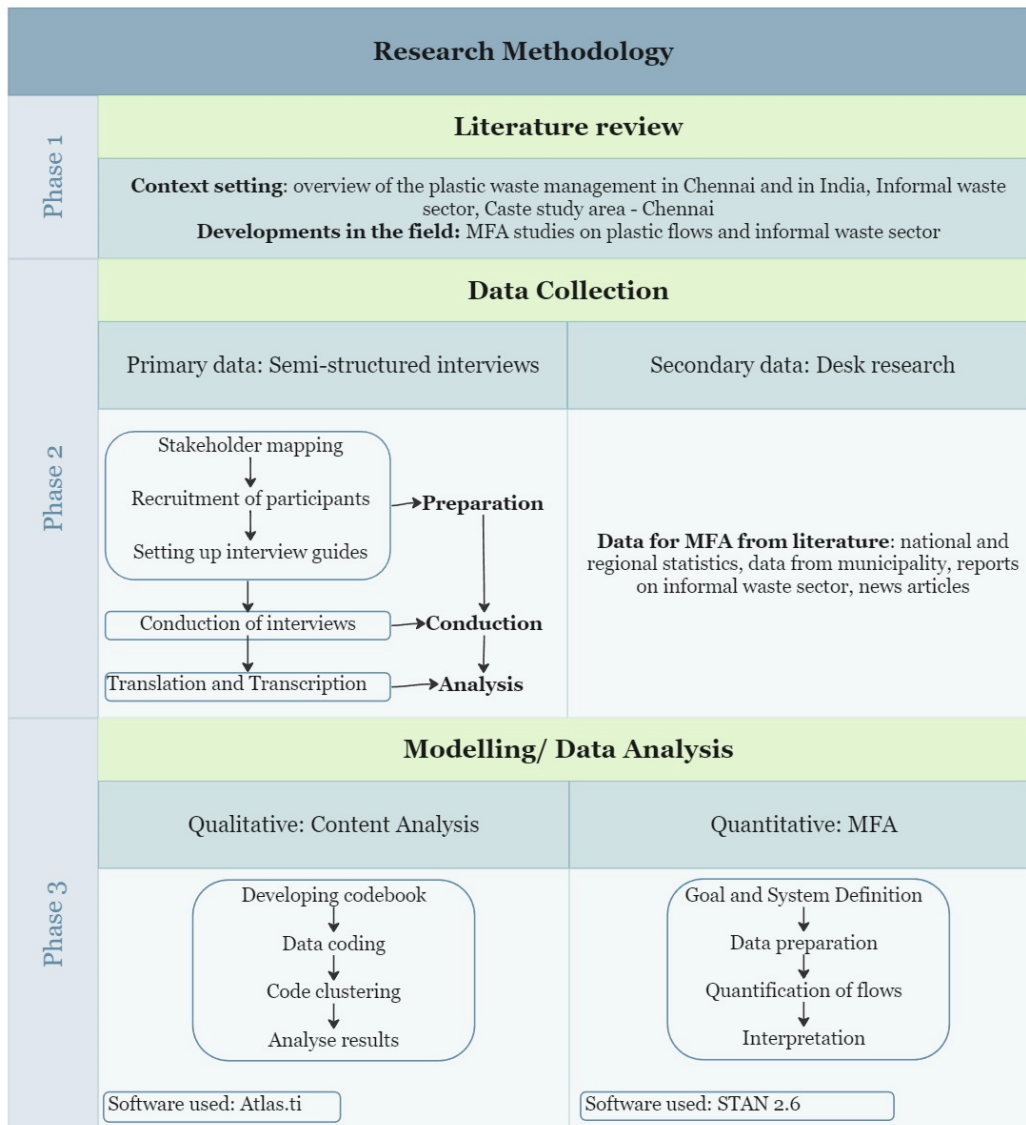 Research Methodology
Phase 1
Literature review
Context setting: overview of the plastic waste management in Chennai and in India, Informal waste
sector, Caste study area - Chennai
Developments in the field: MFA studies on plastic flows and informal waste sector
Phase 2
Data Collection
Primary data: Semi-structured interviews
Secondary data: Desk research
Stakeholder mapping
Recruitment of participants
Setting up interview guides
Preparation
Conduction of interviews
Conduction
Translation and Transcription
Analysis
Data for MFA from literature: national and
regional statistics, data from municipality, reports
on informal waste sector, news articles
Phase 3
Modelling/ Data Analysis
Qualitative: Content Analysis
Quantitative: MFA
Developing codebook
Data coding
Code clustering
Analyse results
Software used: Atlas.ti
Goal and System Definition
Data preparation
Quantification of flows
Interpretation
Software used: STAN 2.6